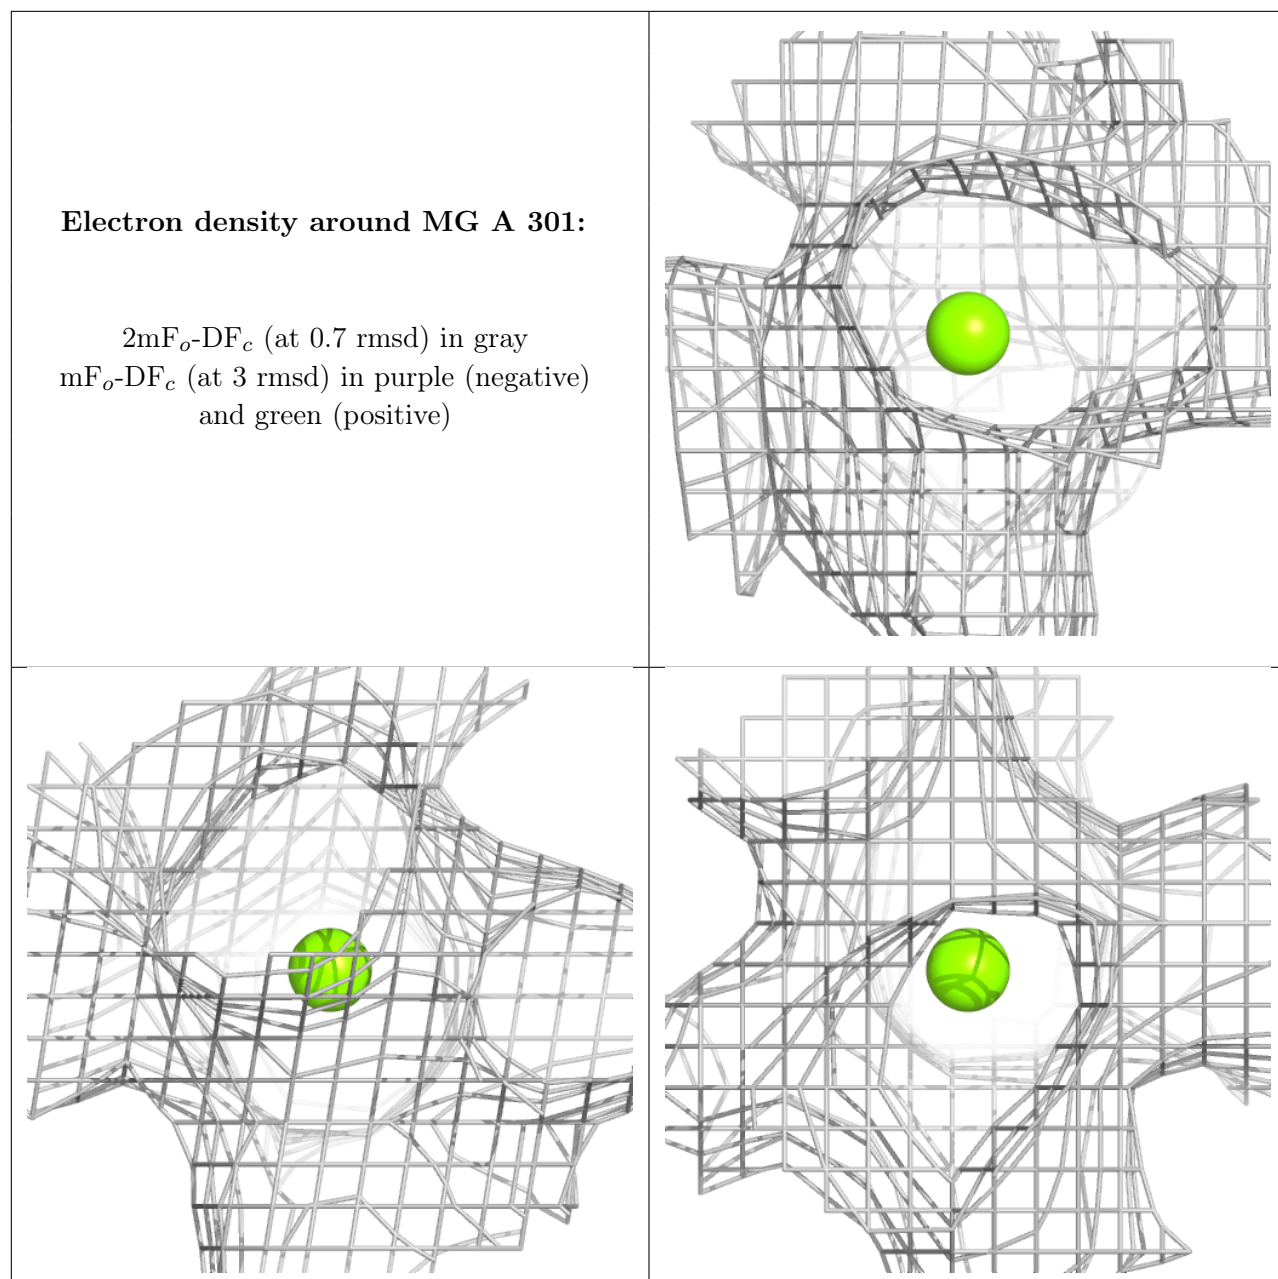 Electron density around MG A 301:
2mFo-DFc (at 0.7 rmsd) in gray
mFo-DFc (at 3 rmsd) in purple (negative)
and green (positive)